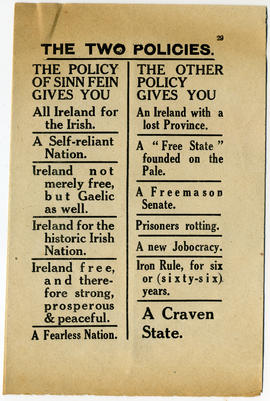 29
THE TWO POLICIES.
THE POLICY
OF SINN FEIN
GIVES YOU
All Ireland for
the Irish.
A Self-reliant
Nation.
Ireland not
merely free,
but Gaelic
as well.
Ireland for the
historic Irish
Nation.
Ireland free,
and there-
fore strong,
prosperous
& peaceful.
A Fearless Nation.
THE OTHER
POLICY
GIVES YOU
An Ireland with a
lost Province.
A "Free State"
founded on the
Pale.
A Freemason
Senate.
Prisoners rotting.
A new Jobocracy.
Iron Rule, for six
or (sixty-six)
years.
A Craven
State.